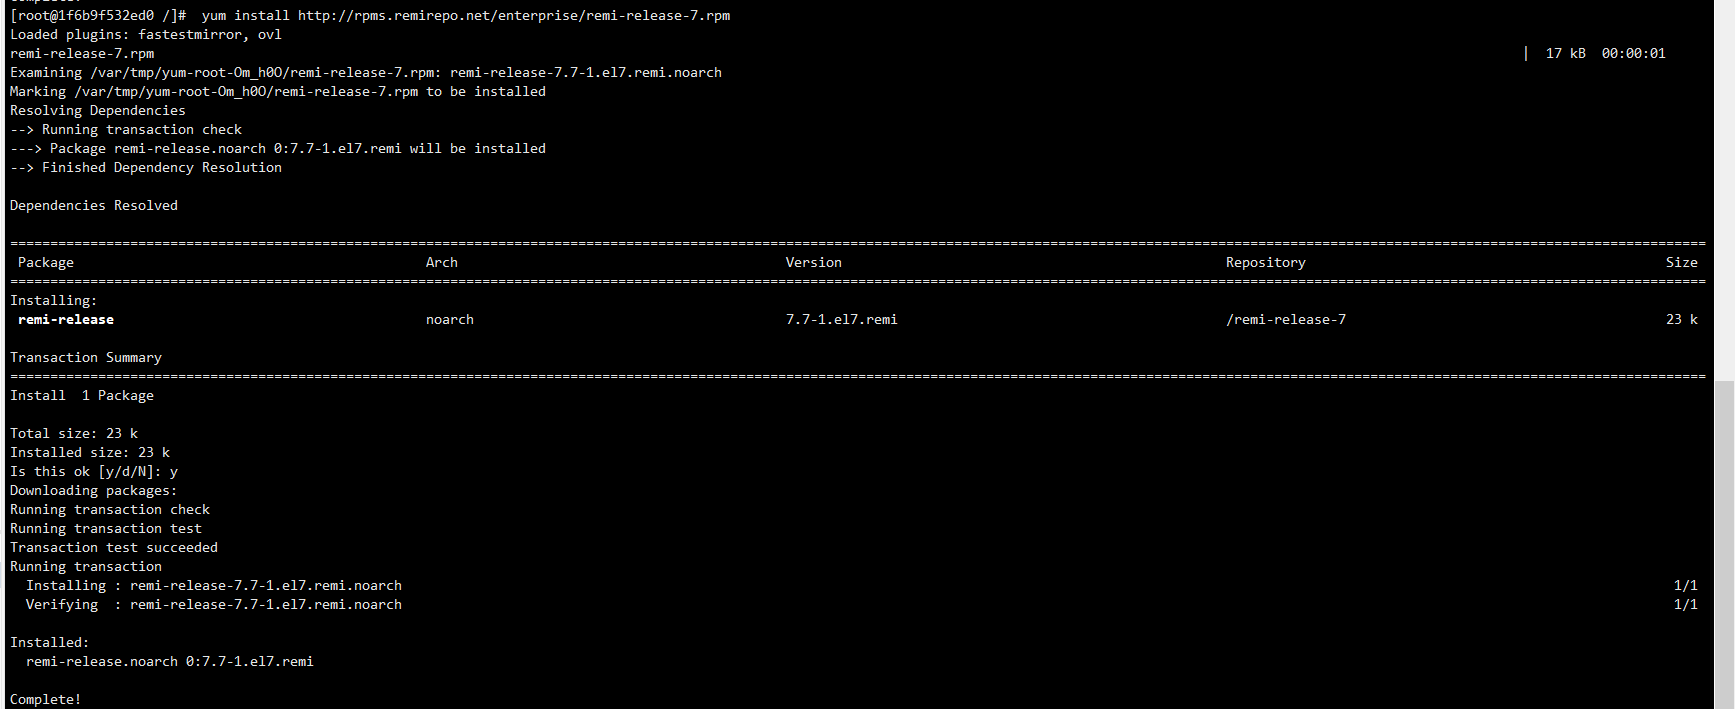 [root@1f6b9f532ed0 /]#  yum install http://rpms.remirepo.net/enterprise/remi-release-7.rpm
Loaded plugins: fastestmirror, ovl
remi-release-7.rpm | 17 kB 00:00:01
Examining /var/tmp/yum-root-Om_h0O/remi-release-7.rpm: remi-release-7.7-1.el7.remi.noarch
Marking /var/tmp/yum-root-Om_h0O/remi-release-7.rpm to be installed
Resolving Dependencies
--> Running transaction check
---> Package remi-release.noarch 0:7.7-1.el7.remi will be installed
--> Finished Dependency Resolution
Dependencies Resolved
Package Arch Version Repository Size
Installing:
remi-release noarch 7.7-1.el7.remi /remi-release-7 23 k
Transaction Summary
Install  1 Package
Total size: 23 k
Installed size: 23 k
Is this ok [y/d/N]: y
Downloading packages:
Running transaction check
Running transaction test
Transaction test succeeded
Running transaction
Installing : remi-release-7.7-1.el7.remi.noarch 1/1
Verifying  : remi-release-7.7-1.el7.remi.noarch 1/1
Installed:
remi-release.noarch 0:7.7-1.el7.remi
Complete!